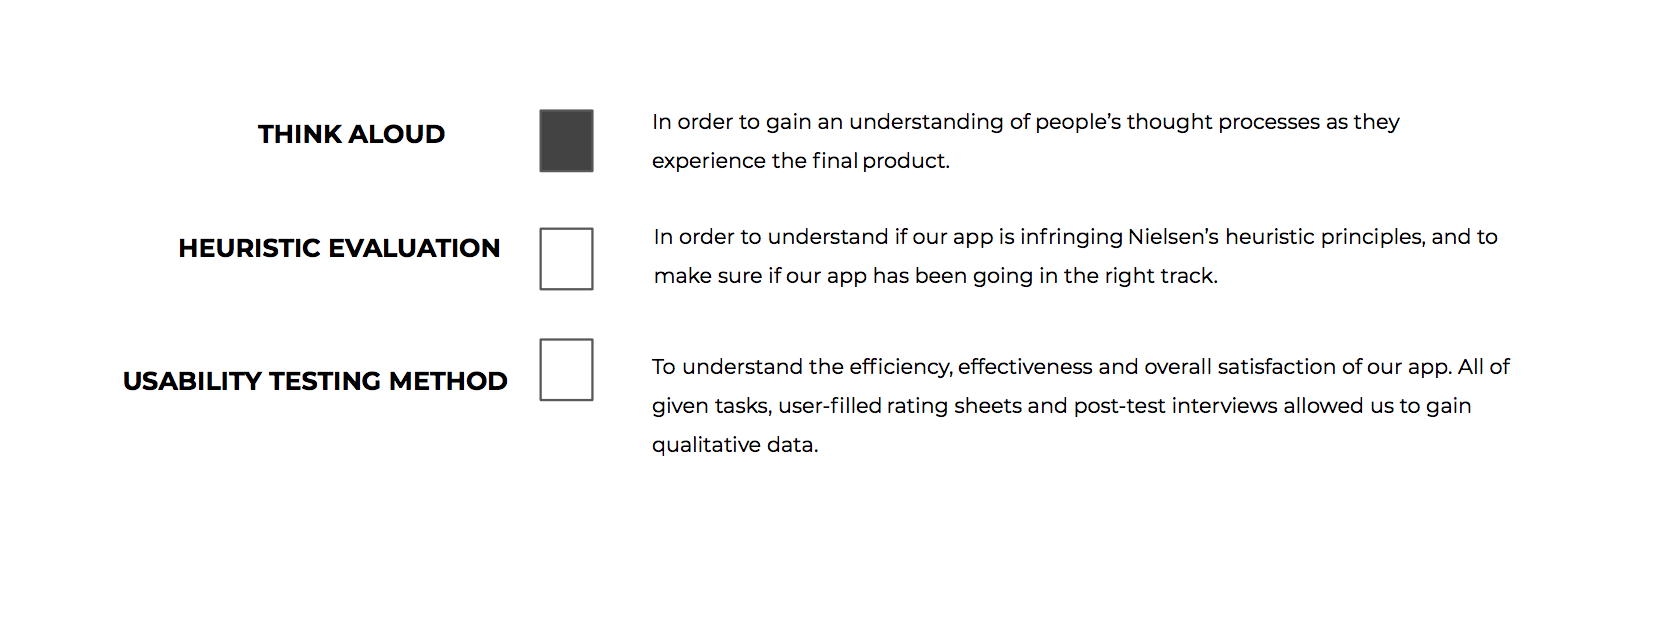 THINK ALOUD
In order to gain an understanding of people’s thought processes as they
experience the final product.
HEURISTIC EVALUATION
In order to understand if our app is infringing Nielsen’s heuristic principles, and to
make sure if our app has been going in the right track.
USABILITY TESTING METHOD
To understand the efficiency, effectiveness and overall satisfaction of our app. All of
given tasks, user-filled rating sheets and post-test interviews allowed us to gain
qualitative data.